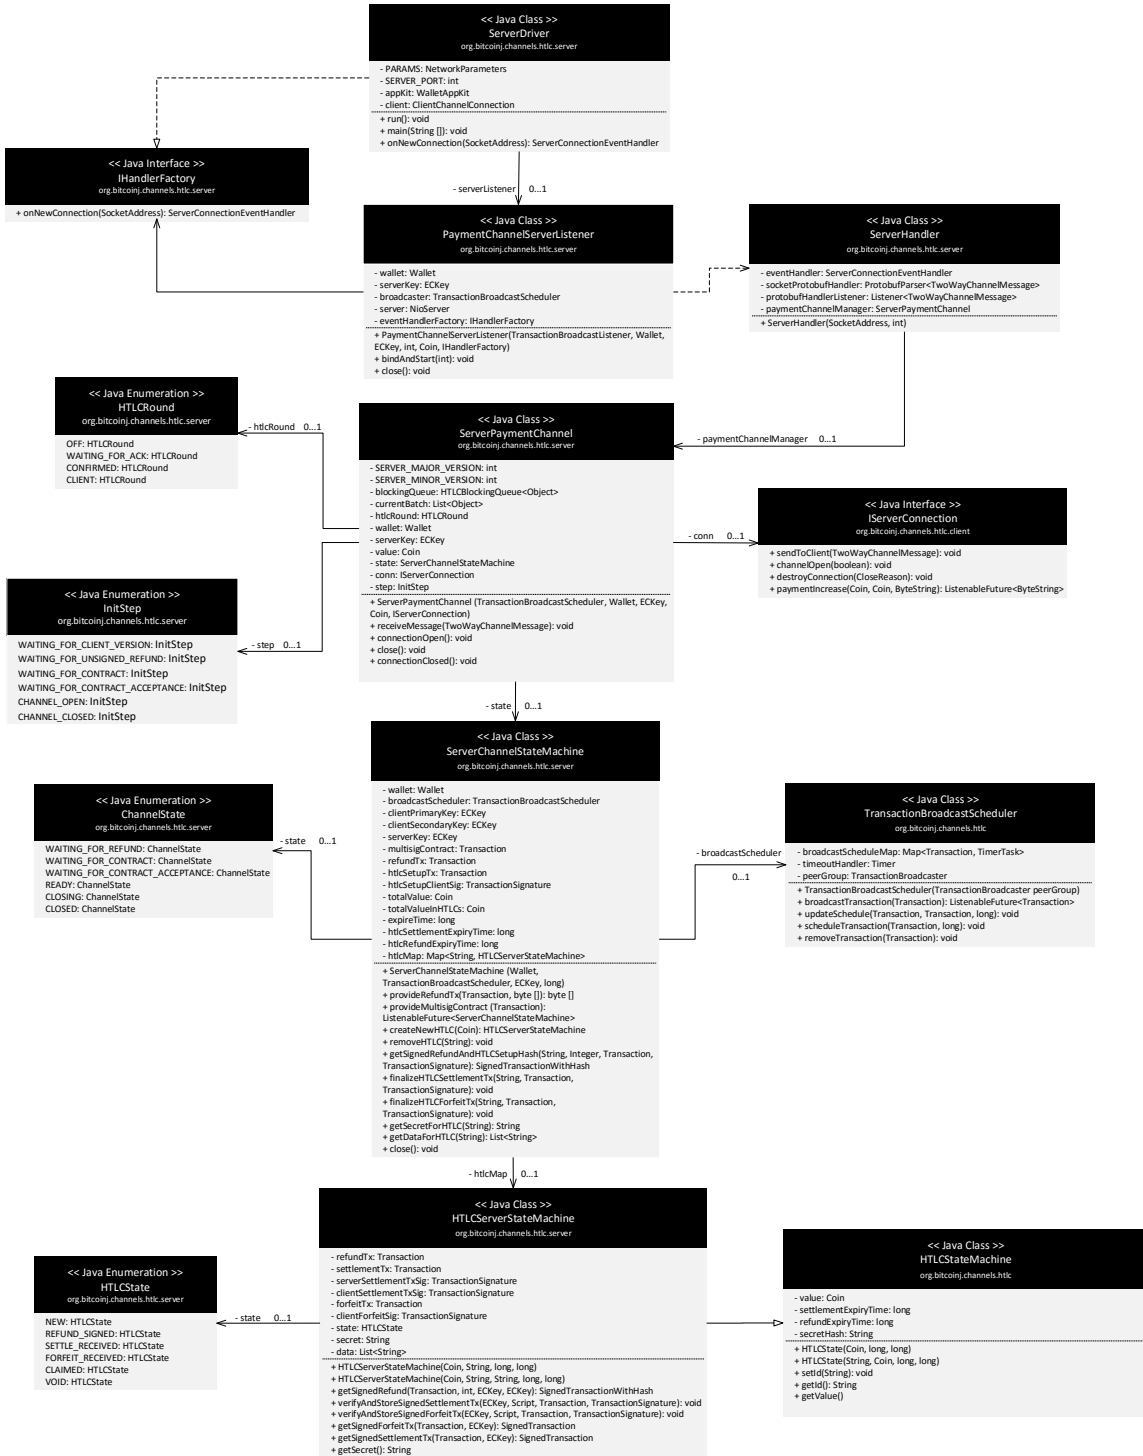 << Java Class >>
ServerDriver
org.bitcoinj.channels.htlc.server
- PARAMS: NetworkParameters
- SERVER_PORT: int
- appKit: WalletAppKit
- client: ClientChannelConnection
+ run(): void
+ main(String []): void
+ onNewConnection(SocketAddress): ServerConnectionEventHandler
<< Java Interface >>
IHandlerFactory
org.bitcoinj.channels.htlc.server
+ onNewConnection(SocketAddress): ServerConnectionEventHandler
- serverListener 0...1
<< Java Class >>
PaymentChannelServerListener
org.bitcoinj.channels.htlc.server
- wallet: Wallet
- serverKey: ECKey
- broadcaster: TransactionBroadcastScheduler
- server: NioServer
- eventHandlerFactory: IHandlerFactory
+ PaymentChannelServerListener(TransactionBroadcastListener, Wallet,
ECKey, int, Coin, IHandlerFactory)
+ bindAndStart(int): void
+ close(): void
<< Java Class >>
ServerHandler
org.bitcoinj.channels.htlc.server
- eventHandler: ServerConnectionEventHandler
- socketProtobufHandler: ProtobufParser<TwoWayChannelMessage>
- protobufHandlerListener: Listener<TwoWayChannelMessage>
- paymentChannelManager: ServerPaymentChannel
+ ServerHandler(SocketAddress, int)
<< Java Enumeration >>
HTLCRound
org.bitcoinj.channels.htlc.server
OFF: HTLCRound
WAITING_FOR_ACK: HTLCRound
CONFIRMED: HTLCRound
CLIENT: HTLCRound
- htlcRound 0...1
<< Java Class >>
ServerPaymentChannel
org.bitcoinj.channels.htlc.server
- SERVER_MAJOR_VERSION: int
- SERVER_MINOR_VERSION: int
- blockingQueue: HTLCBlockingQueue<Object>
- currentBatch: List<Object>
- htlcRound: HTLCRound
- wallet: Wallet
- serverKey: ECKey
- value: Coin
- state: ServerChannelStateMachine
- conn: IServerConnection
- step: InitStep
+ ServerPaymentChannel (TransactionBroadcastScheduler, Wallet, ECKey,
Coin, IServerConnection)
+ receiveMessage(TwoWayChannelMessage): void
+ connectionOpen(): void
+ close(): void
+ connectionClosed(): void
- paymentChannelManager 0...1
- conn 0...1
<< Java Interface >>
IServerConnection
org.bitcoinj.channels.htlc.client
+ sendToClient(TwoWayChannelMessage): void
+ channelOpen(boolean): void
+ destroyConnection(CloseReason): void
+ paymentIncrease(Coin, Coin, ByteString): ListenableFuture<ByteString>
<< Java Enumeration >>
InitStep
org.bitcoinj.channels.htlc.server
WAITING_FOR_CLIENT_VERSION: InitStep
WAITING_FOR_UNSIGNED_REFUND: InitStep
WAITING_FOR_CONTRACT: InitStep
WAITING_FOR_CONTRACT_ACCEPTANCE: InitStep
CHANNEL_OPEN: InitStep
CHANNEL_CLOSED: InitStep
- step 0...1
- state 0...1
<< Java Class >>
ServerChannelStateMachine
org.bitcoinj.channels.htlc.server
- wallet: Wallet
- broadcastScheduler: TransactionBroadcastScheduler
- clientPrimaryKey: ECKey
- clientSecondaryKey: ECKey
- serverKey: ECKey
- multisigContract: Transaction
- refundTx: Transaction
- htlcSetupTx: Transaction
- htlcSetupClientSig: TransactionSignature
- totalValue: Coin
- totalValueInHTLCs: Coin
- expireTime: long
- htlcSettlementExpiryTime: long
- htlcRefundExpiryTime: long
- htlcMap: Map<String, HTLCServerStateMachine>
+ ServerChannelStateMachine (Wallet,
TransactionBroadcastScheduler, ECKey, long)
+ provideRefundTx(Transaction, byte []): byte []
+ provideMultisigContract (Transaction):
ListenableFuture<ServerChannelStateMachine>
+ createNewHTLC(Coin): HTLCServerStateMachine
+ removeHTLC(String): void
+ getSignedRefundAndHTLCSetupHash(String, Integer, Transaction,
TransactionSignature): SignedTransactionWithHash
+ finalizeHTLCSettlementTx(String, Transaction,
TransactionSignature): void
+ finalizeHTLCForfeitTx(String, Transaction,
TransactionSignature): void
+ getSecretForHTLC(String): String
+ getDataForHTLC(String): List<String>
+ close(): void
<< Java Enumeration >>
ChannelState
org.bitcoinj.channels.htlc.server
WAITING_FOR_REFUND: ChannelState
WAITING_FOR_CONTRACT: ChannelState
WAITING_FOR_CONTRACT_ACCEPTANCE: ChannelState
READY: ChannelState
CLOSING: ChannelState
CLOSED: ChannelState
- state 0...1
- broadcastScheduler
0...1
<< Java Class >>
TransactionBroadcastScheduler
org.bitcoinj.channels.htlc
- broadcastScheduleMap: Map<Transaction, TimerTask>
- timeoutHandler: Timer
- peerGroup: TransactionBroadcaster
+ TransactionBroadcastScheduler(TransactionBroadcaster peerGroup)
+ broadcastTransaction(Transaction): ListenableFuture<Transaction>
+ updateSchedule(Transaction, Transaction, long): void
+ scheduleTransaction(Transaction, long): void
+ removeTransaction(Transaction): void
- htlcMap 0...1
<< Java Class >>
HTLCServerStateMachine
org.bitcoinj.channels.htlc.server
- refundTx: Transaction
- settlementTx: Transaction
- serverSettlementTxSig: TransactionSignature
- clientSettlementTxSig: TransactionSignature
- forfeitTx: Transaction
- clientForfeitSig: TransactionSignature
- state: HTLCState
- secret: String
- data: List<String>
+ HTLCServerStateMachine(Coin, String, long, long)
+ HTLCServerStateMachine(Coin, String, String, long, long)
+ getSignedRefund(Transaction, int, ECKey, ECKey): SignedTransactionWithHash
+ verifyAndStoreSignedSettlemetTx(ECKey, Script, Transaction, TransactionSignature): void
+ verifyAndStoreSignedForfeitTx(ECKey, Script, Transaction, TransactionSignature): void
+ getSignedForfeitTx(Transaction, ECKey): SignedTransaction
+ getSignedSettlementTx(Transaction, ECKey): SignedTransaction
+ getSecret(): String
<< Java Enumeration >>
HTLCState
org.bitcoinj.channels.htlc.server
NEW: HTLCState
REFUND_SIGNED: HTLCState
SETTLE_RECEIVED: HTLCState
FORFEIT_RECEIVED: HTLCState
CLAIMED: HTLCState
VOID: HTLCState
- state 0...1
<< Java Class >>
HTLCStateMachine
org.bitcoinj.channels.htlc
- value: Coin
- settlementExpiryTime: long
- refundExpiryTime: long
- secretHash: String
+ HTLCState(Coin, long, long)
+ HTLCState(String, Coin, long, long)
+ setId(String): void
+ getId(): String
+ getValue()